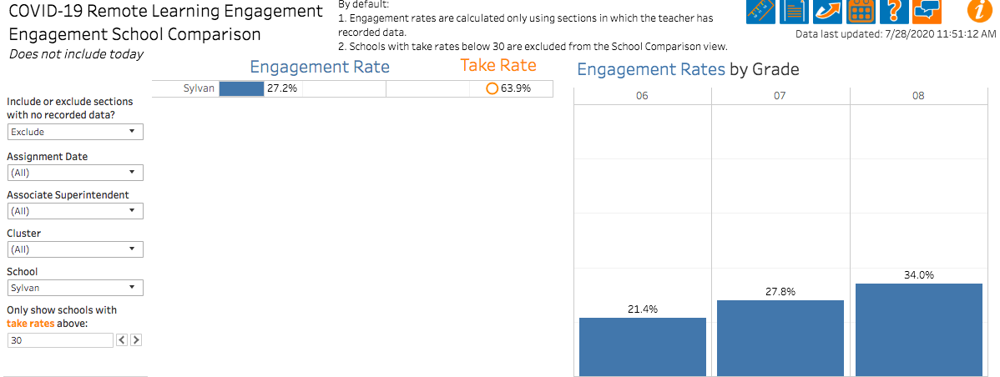 COVID-19 Remote Learning Engagement
Engagement School Comparison
Does not include today
By default:
1. Engagement rates are calculated only using sections in which the teacher has
recorded data.
2. Schools with take rates below 30 are excluded from the School Comparison view.
?
i
Data last updated: 7/28/2020 11:51:12 AM
Include or exclude sections
with no recorded data?
Exclude
Assignment Date
(All)
Associate Superintendent
(All)
Cluster
(All)
School
Sylvan
Only show schools with
take rates above:
30
Engagement Rate
Take Rate
Sylvan
27.2%
63.9%
Engagement Rates by Grade
06
07
08
21.4%
27.8%
34.0%